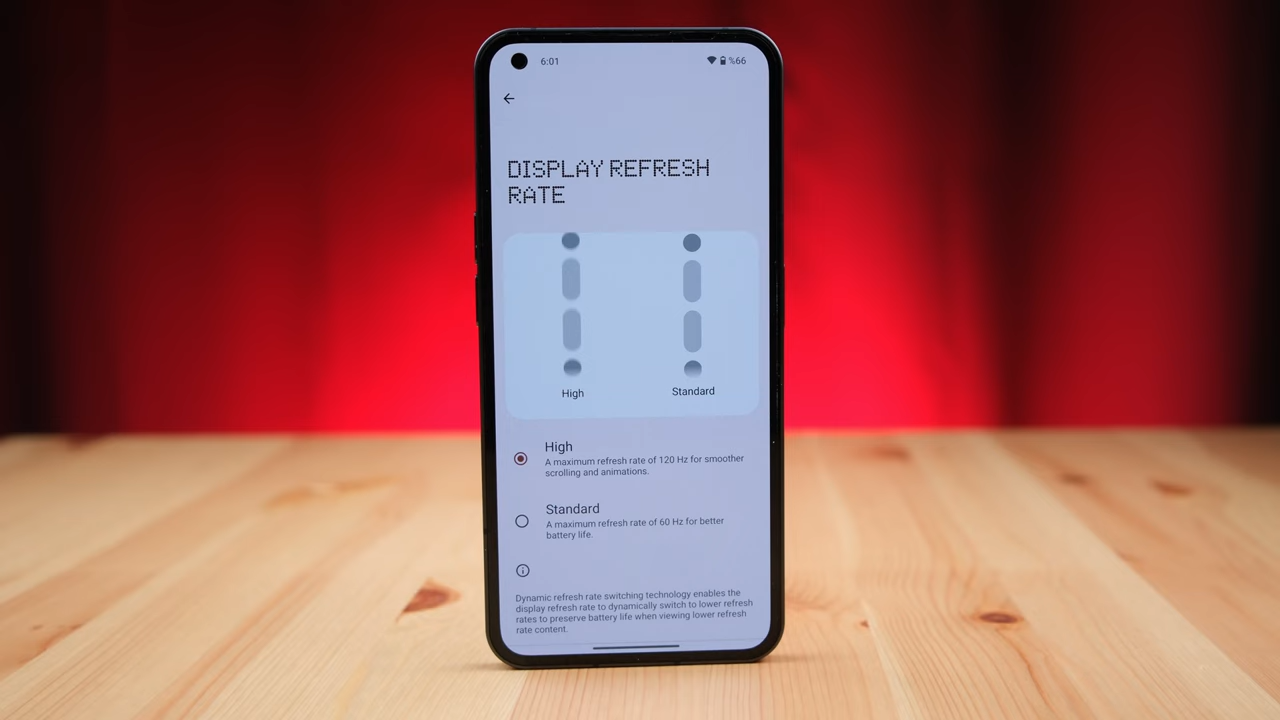 6:01 %66
DISPLAY REFRESH
RATE
High Standard
High
A maximum refresh rate of 120 Hz for smoother
scrolling and animations.
Standard
A maximum refresh rate of 60 Hz for better
battery life.
Dynamic refresh rate switching technology enables the
display refresh rate to dynamically switch to lower refresh
rates to preserve battery life when viewing lower refresh
rate content.